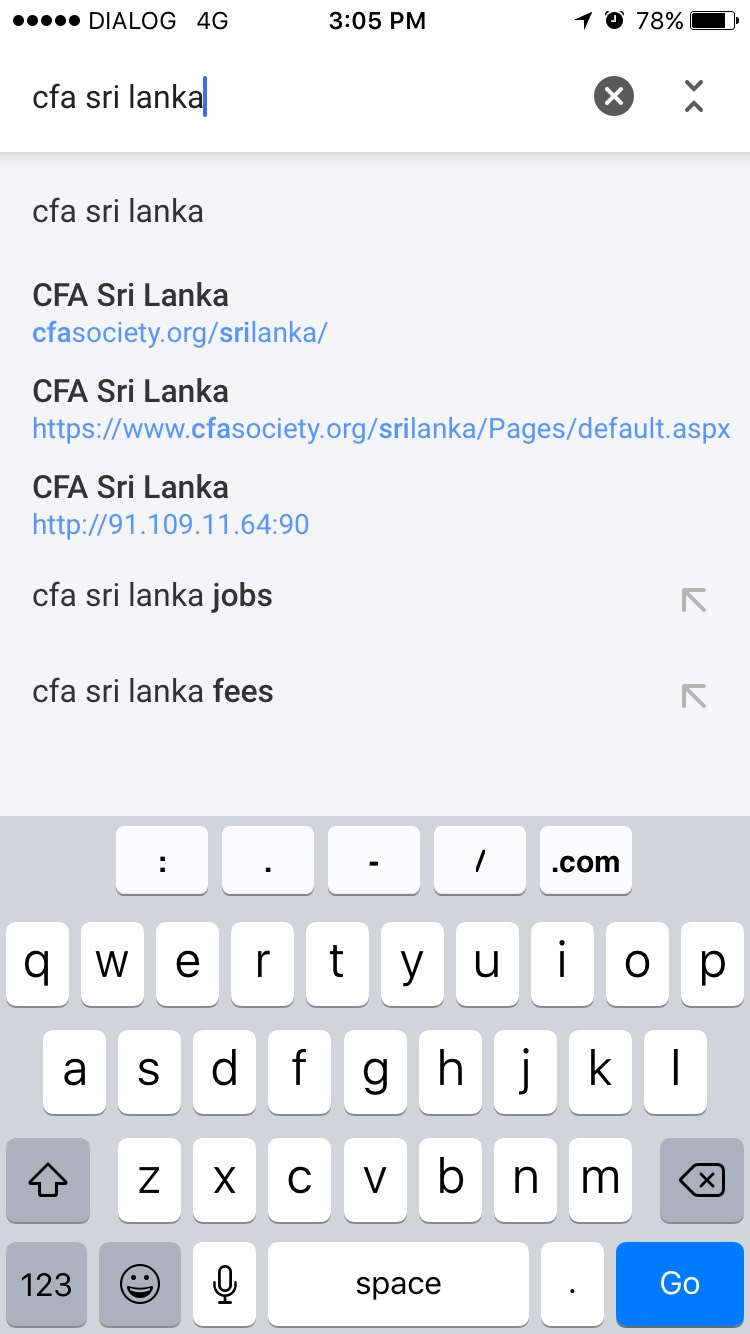 DIALOG 4G 3:05 PM 78%
cfa sri lanka
cfa sri lanka
CFA Sri Lanka
cfasociety.org/srilanka/
CFA Sri Lanka
https://www.cfasociety.org/srilanka/Pages/default.aspx
CFA Sri Lanka
http://91.109.11.64:90
cfa sri lanka jobs
cfa sri lanka fees
: . - / .com
q w e r t y u i o p
a s d f g h j k l
z x c v b n m
123 space . Go